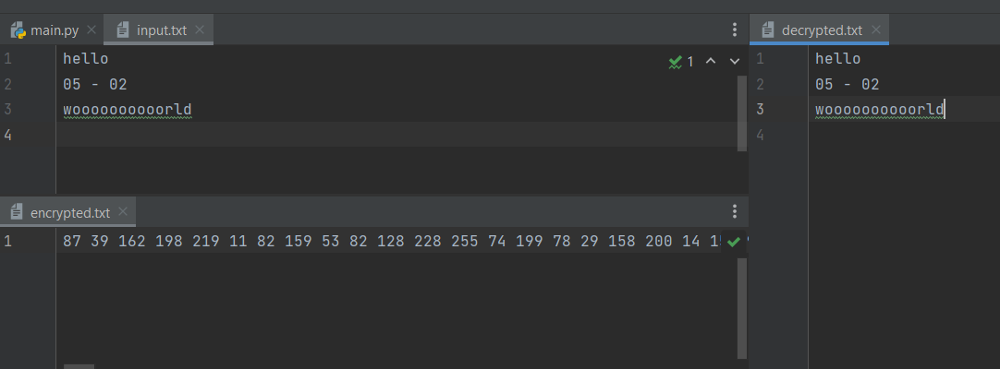 main.py
input.txt
1 hello
2 05 - 02
3 woooooooooorld
4
1
encrypted.txt
1 87 39 162 198 219 11 82 159 53 82 128 228 255 74 199 78 29 158 200 14
decrypted.txt
1 hello
2 05 - 02
3 woooooooooorld
4